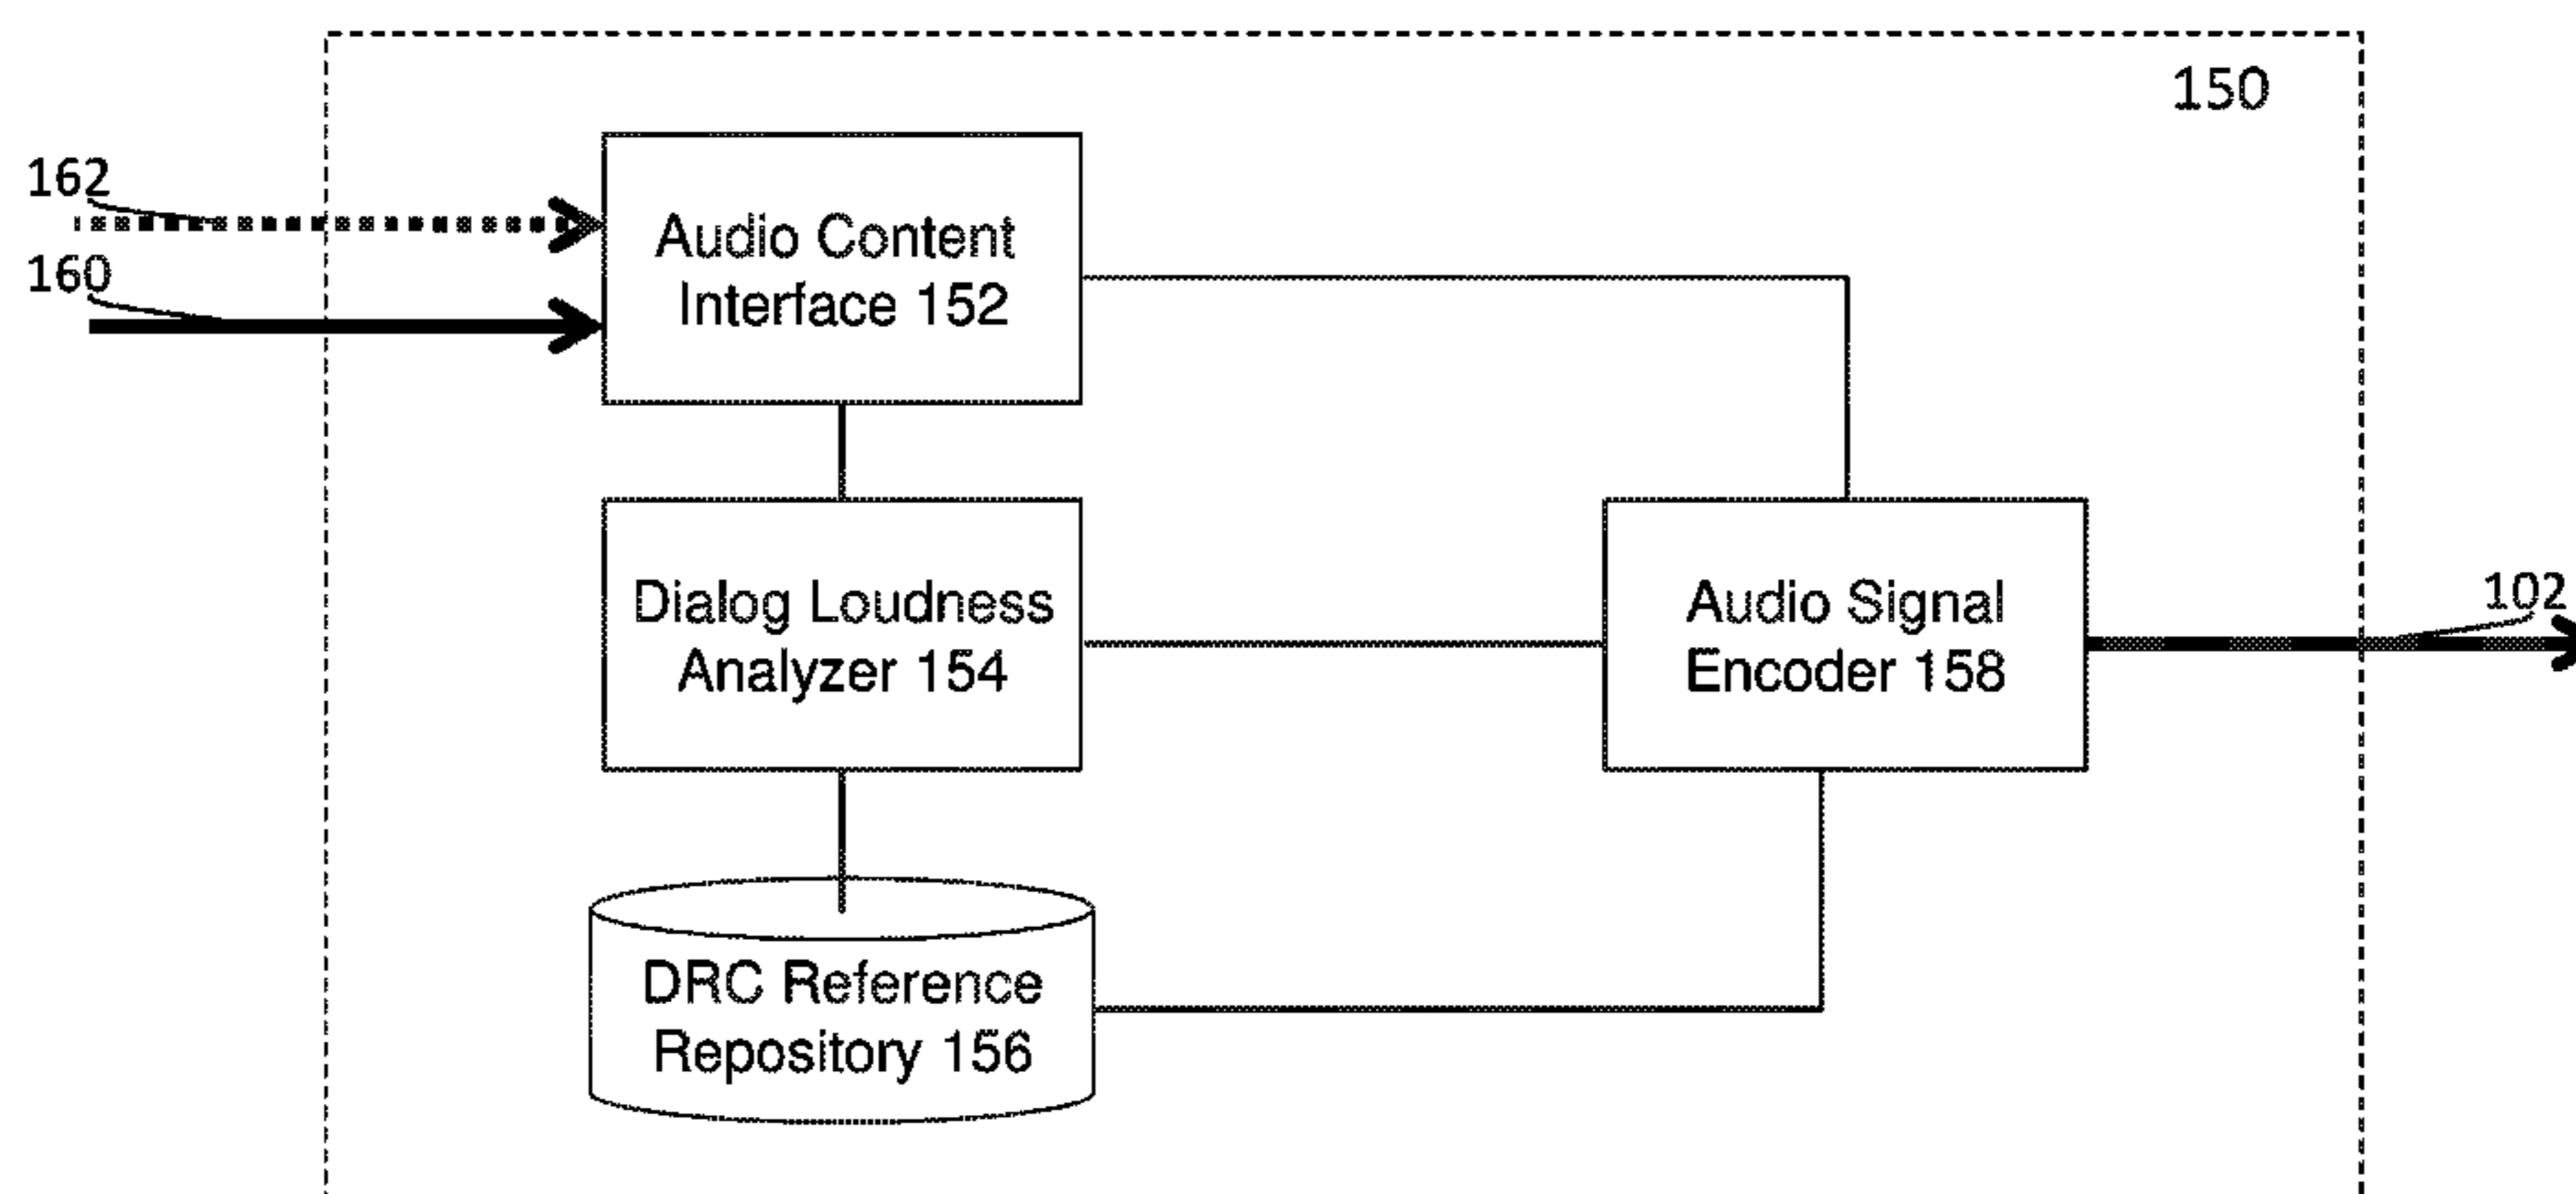 150
162
160
Audio Content
Interface 152
Dialog Loudness
Analyzer 154
Audio Signal
Encoder 158
102
DRC Reference
Repository 156